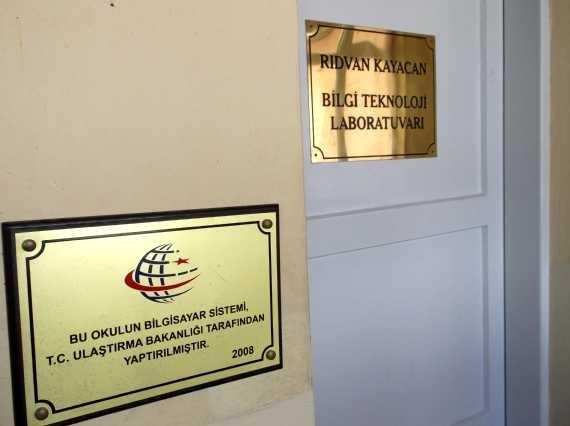 RIDVAN KAYACAN
BİLGİ TEKNOLOJİ
LABORATUVARI
BU OKULUN BİLGİSAYAR SİSTEMİ,
T.C. ULAŞTIRMA BAKANLIĞI TARAFINDAN
YAPTIRILMIŞTIR.
2008